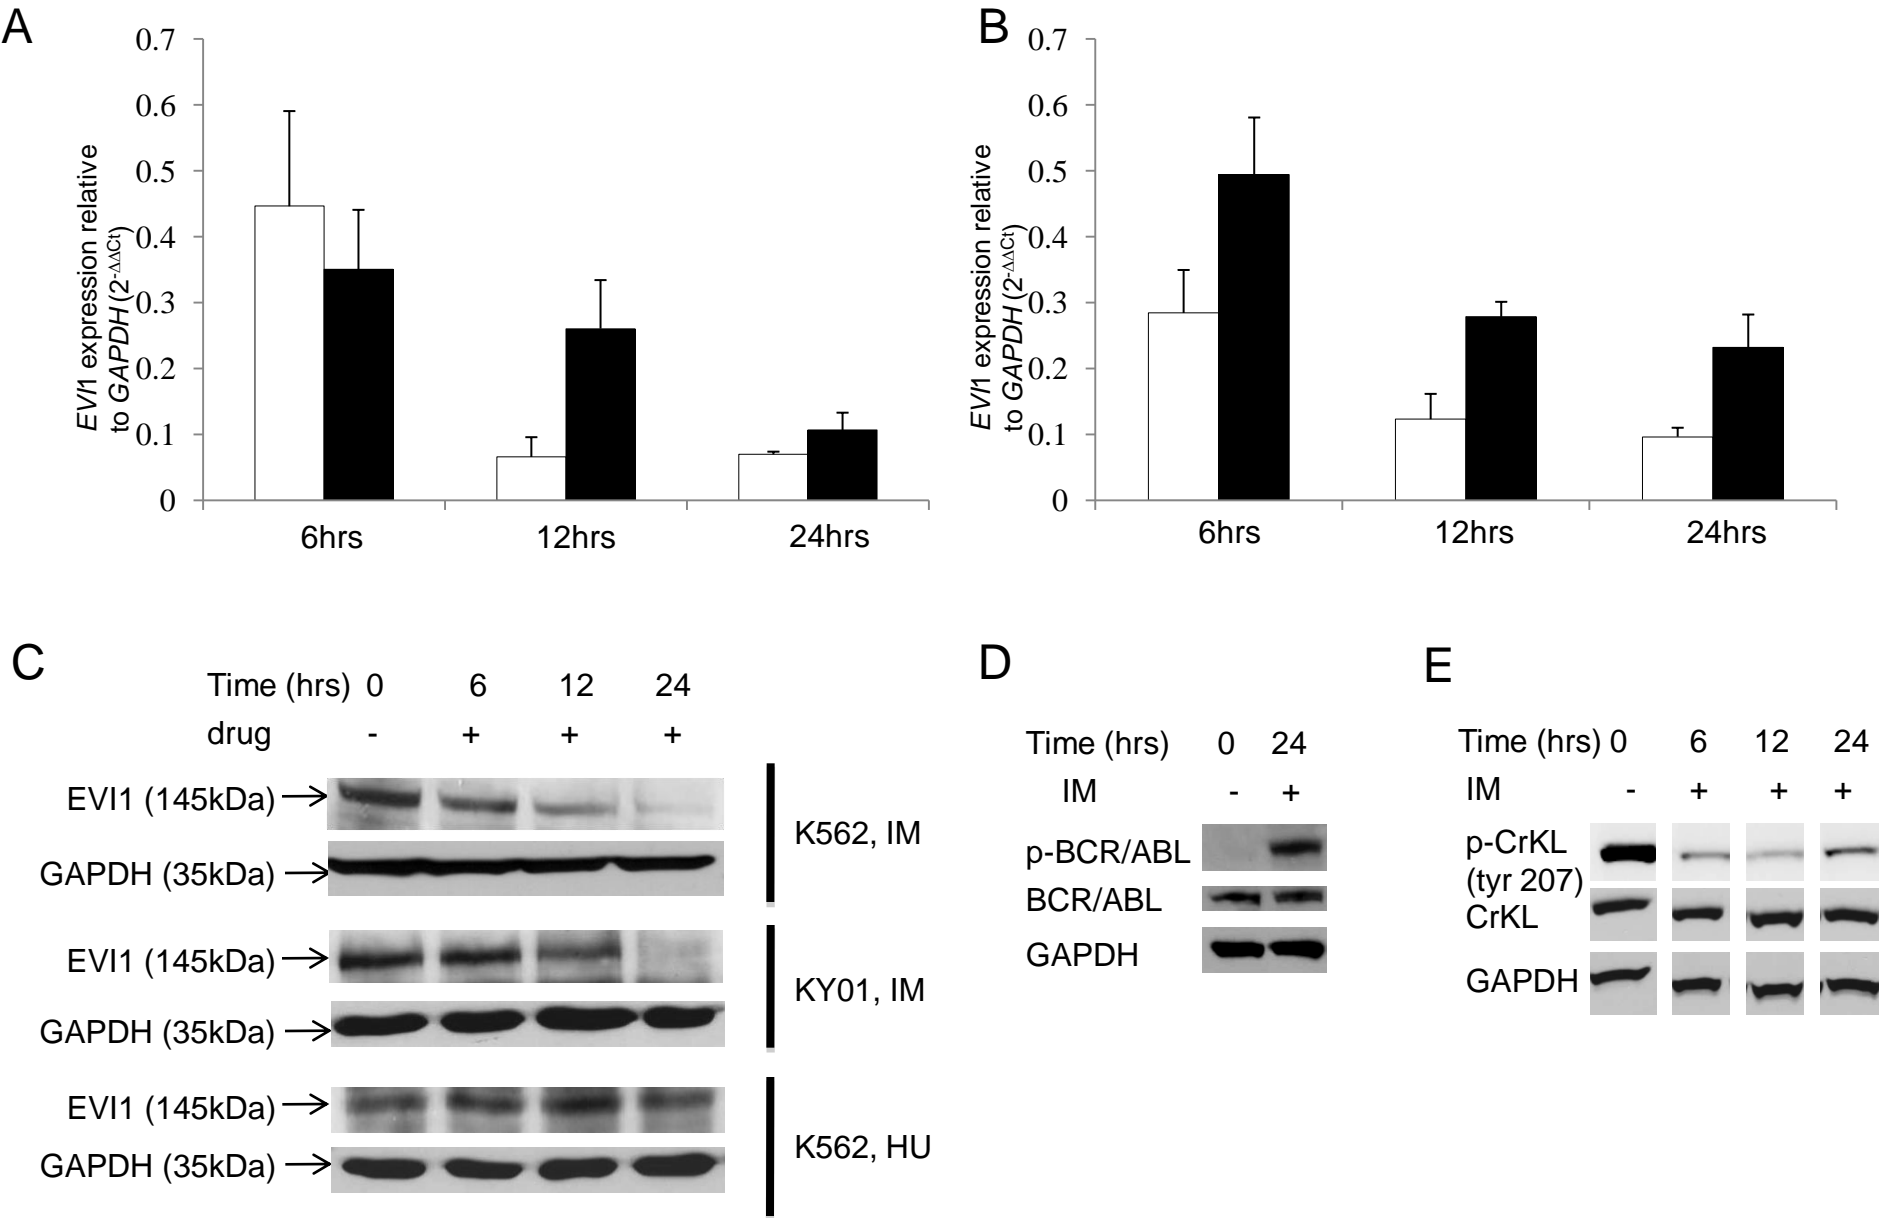 A
0.7
0.6
0.5
0.4
0.3
0.2
0.1
0
EVI1 expression relative
to GAPDH (2-ΔΔCt)
6hrs 12hrs 24hrs
B
0.7
0.6
0.5
0.4
0.3
0.2
0.1
0
EVI1 expression relative
to GAPDH (2-ΔΔCt)
6hrs 12hrs 24hrs
C
Time (hrs) 0 6 12 24
drug - + + +
EVI1 (145kDa)
GAPDH (35kDa)
K562, IM
EVI1 (145kDa)
GAPDH (35kDa)
KY01, IM
EVI1 (145kDa)
GAPDH (35kDa)
K562, HU
D
Time (hrs) 0 24
IM - +
p-BCR/ABL
BCR/ABL
GAPDH
E
Time (hrs) 0 6 12 24
IM - + + +
p-CrKL
(tyr 207)
CrKL
GAPDH